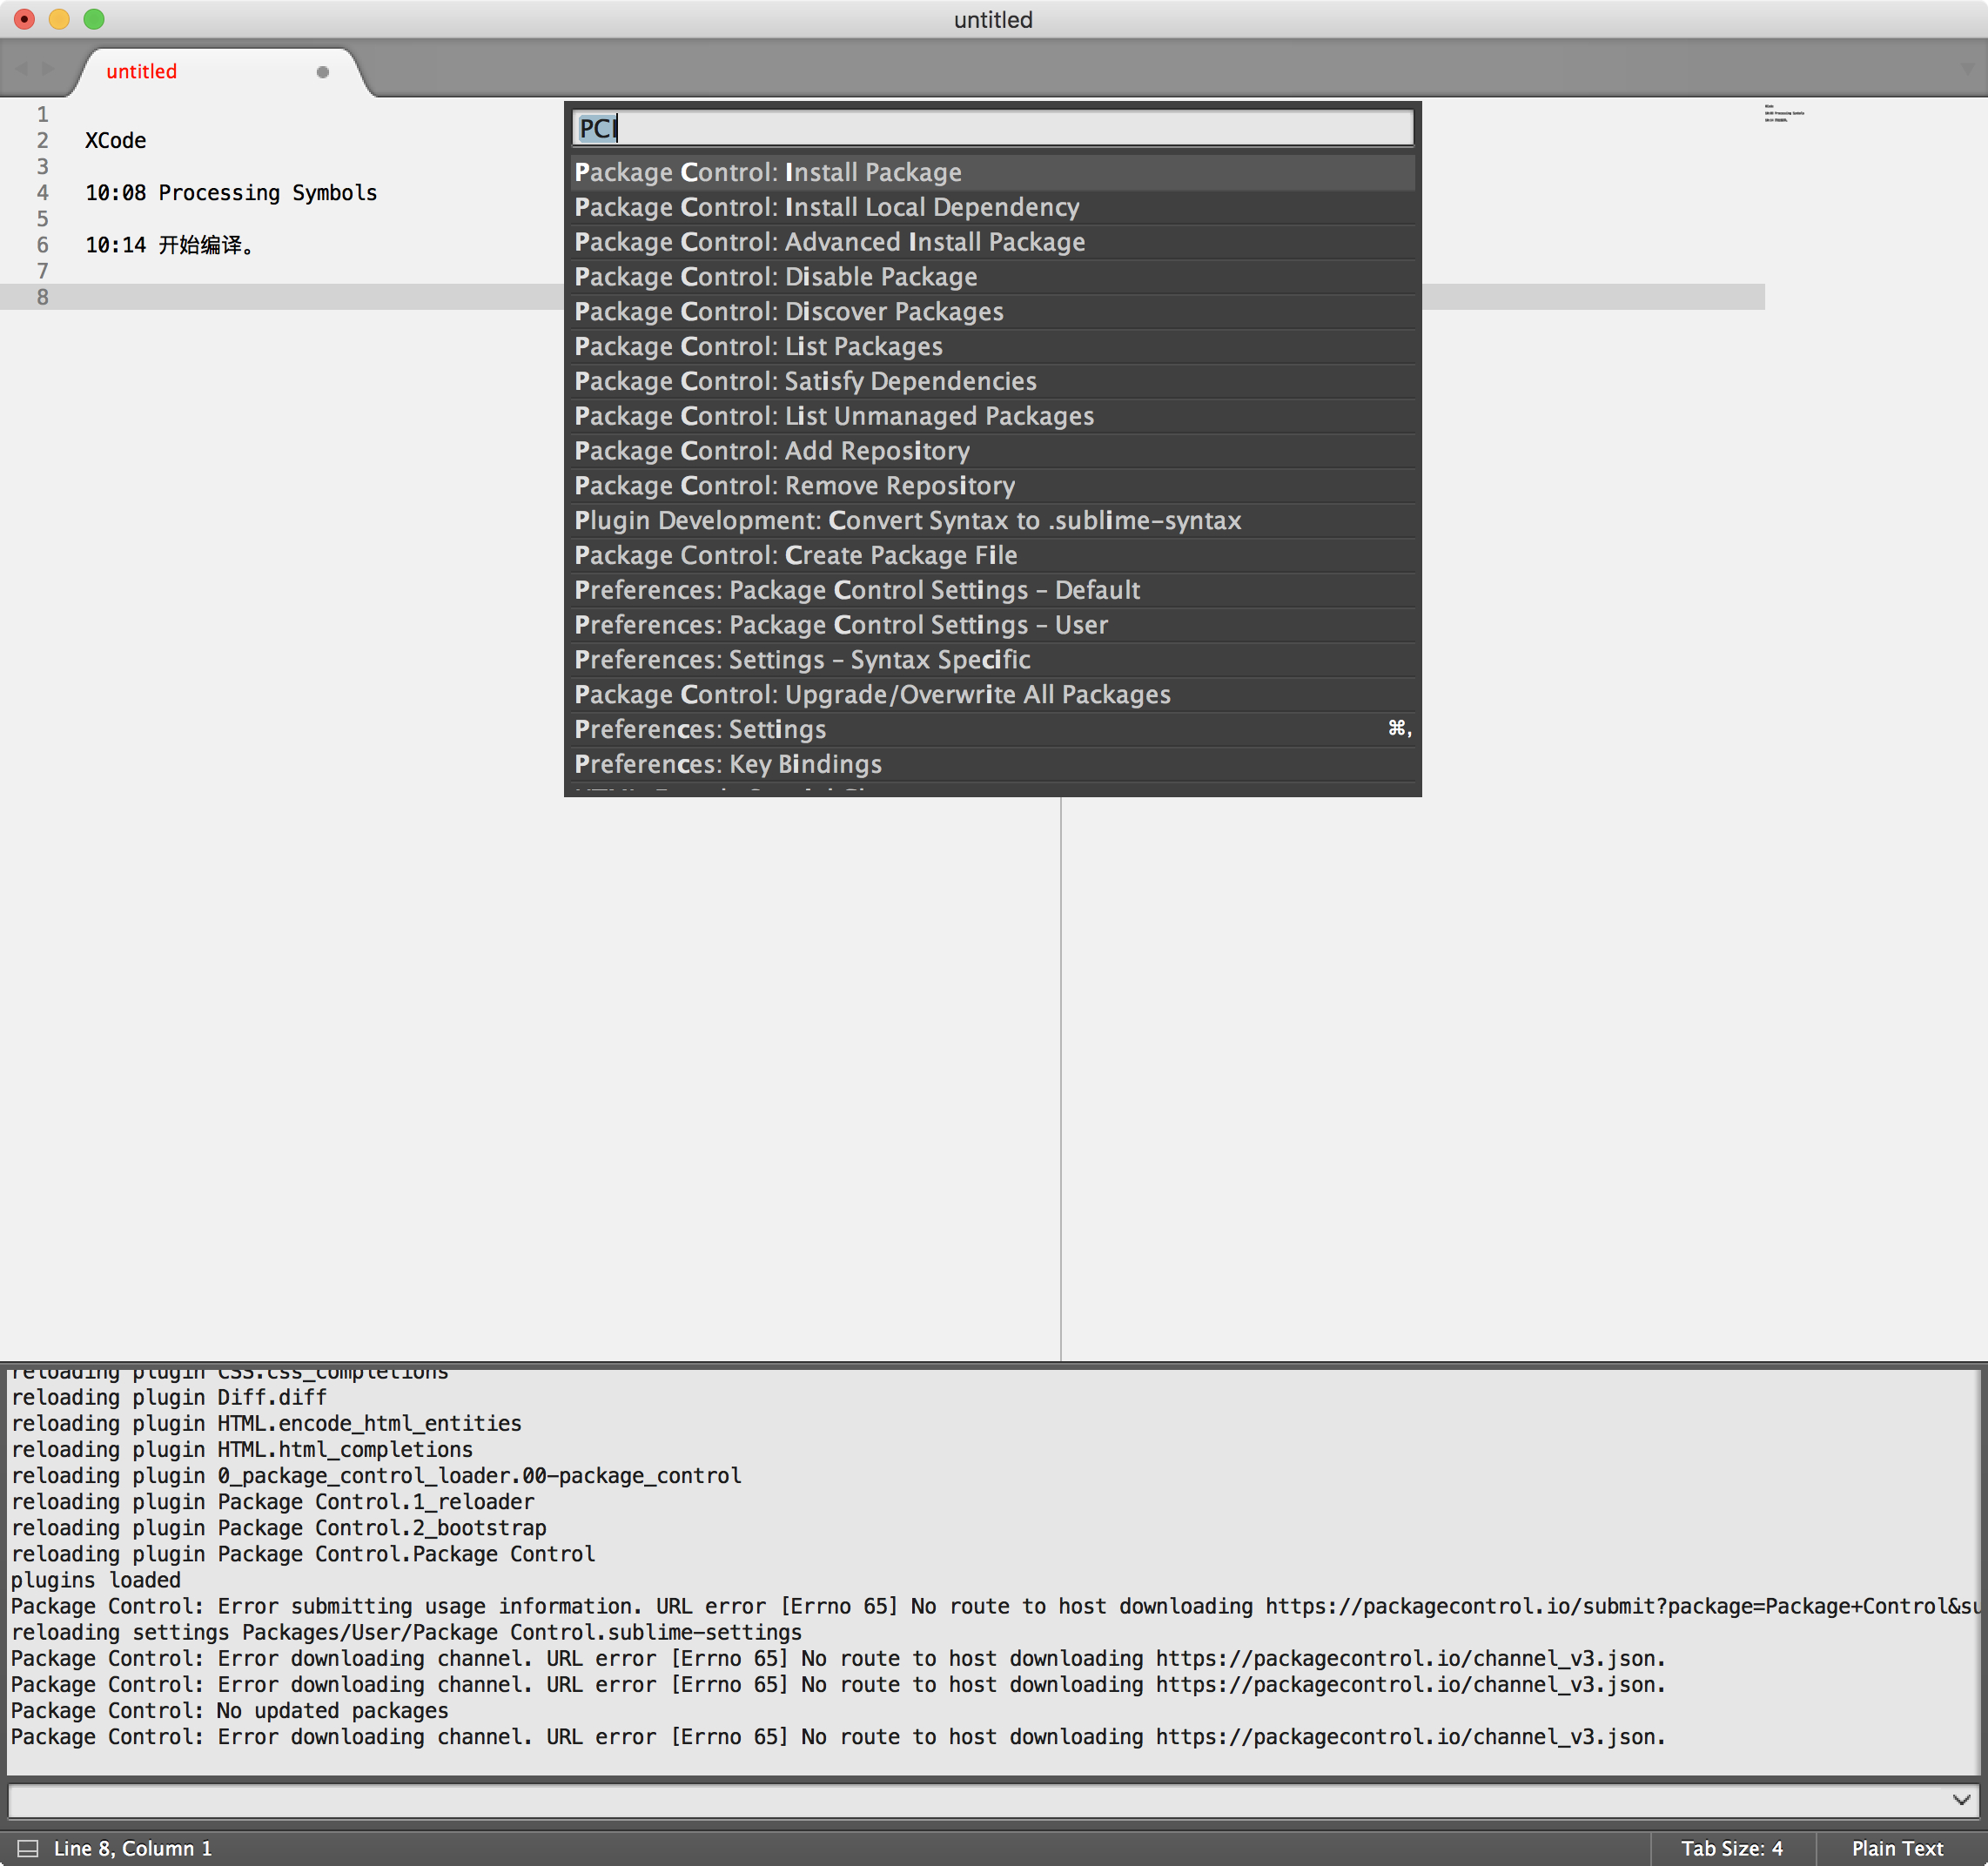 untitled
untitled
1
2 XCode
3
4 10:08 Processing Symbols
5
6 10:14 开始编译。
7
8
PCI
Package Control: Install Package
Package Control: Install Local Dependency
Package Control: Advanced Install Package
Package Control: Disable Package
Package Control: Discover Packages
Package Control: List Packages
Package Control: Satisfy Dependencies
Package Control: List Unmanaged Packages
Package Control: Add Repository
Package Control: Remove Repository
Plugin Development: Convert Syntax to .sublime-syntax
Package Control: Create Package File
Preferences: Package Control Settings – Default
Preferences: Package Control Settings – User
Preferences: Settings – Syntax Specific
Package Control: Upgrade/Overwrite All Packages
Preferences: Settings ⌘,
Preferences: Key Bindings
reloading plugin CSS.css_completions
reloading plugin Diff.diff
reloading plugin HTML.encode_html_entities
reloading plugin HTML.html_completions
reloading plugin 0_package_control_loader.00-package_control
reloading plugin Package Control.1_reloader
reloading plugin Package Control.2_bootstrap
reloading plugin Package Control.Package Control
plugins loaded
Package Control: Error submitting usage information. URL error [Errno 65] No route to host downloading https://packagecontrol.io/submit?package=Package+Control&su
reloading settings Packages/User/Package Control.sublime-settings
Package Control: Error downloading channel. URL error [Errno 65] No route to host downloading https://packagecontrol.io/channel_v3.json.
Package Control: Error downloading channel. URL error [Errno 65] No route to host downloading https://packagecontrol.io/channel_v3.json.
Package Control: No updated packages
Package Control: Error downloading channel. URL error [Errno 65] No route to host downloading https://packagecontrol.io/channel_v3.json.
Line 8, Column 1
Tab Size: 4
Plain Text